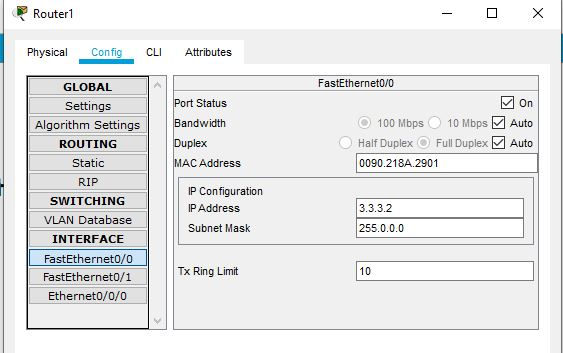 Router1
Physical Config CLI Attributes
GLOBAL
Settings
Algorithm Settings
ROUTING
Static
RIP
SWITCHING
VLAN Database
INTERFACE
FastEthernet0/0
FastEthernet0/1
Ethernet0/0/0
FastEthernet0/0
Port Status On
Bandwidth 100 Mbps 10 Mbps Auto
Duplex Half Duplex Full Duplex Auto
MAC Address 0090.218A.2901
IP Configuration
IP Address 3.3.3.2
Subnet Mask 255.0.0.0
Tx Ring Limit 10